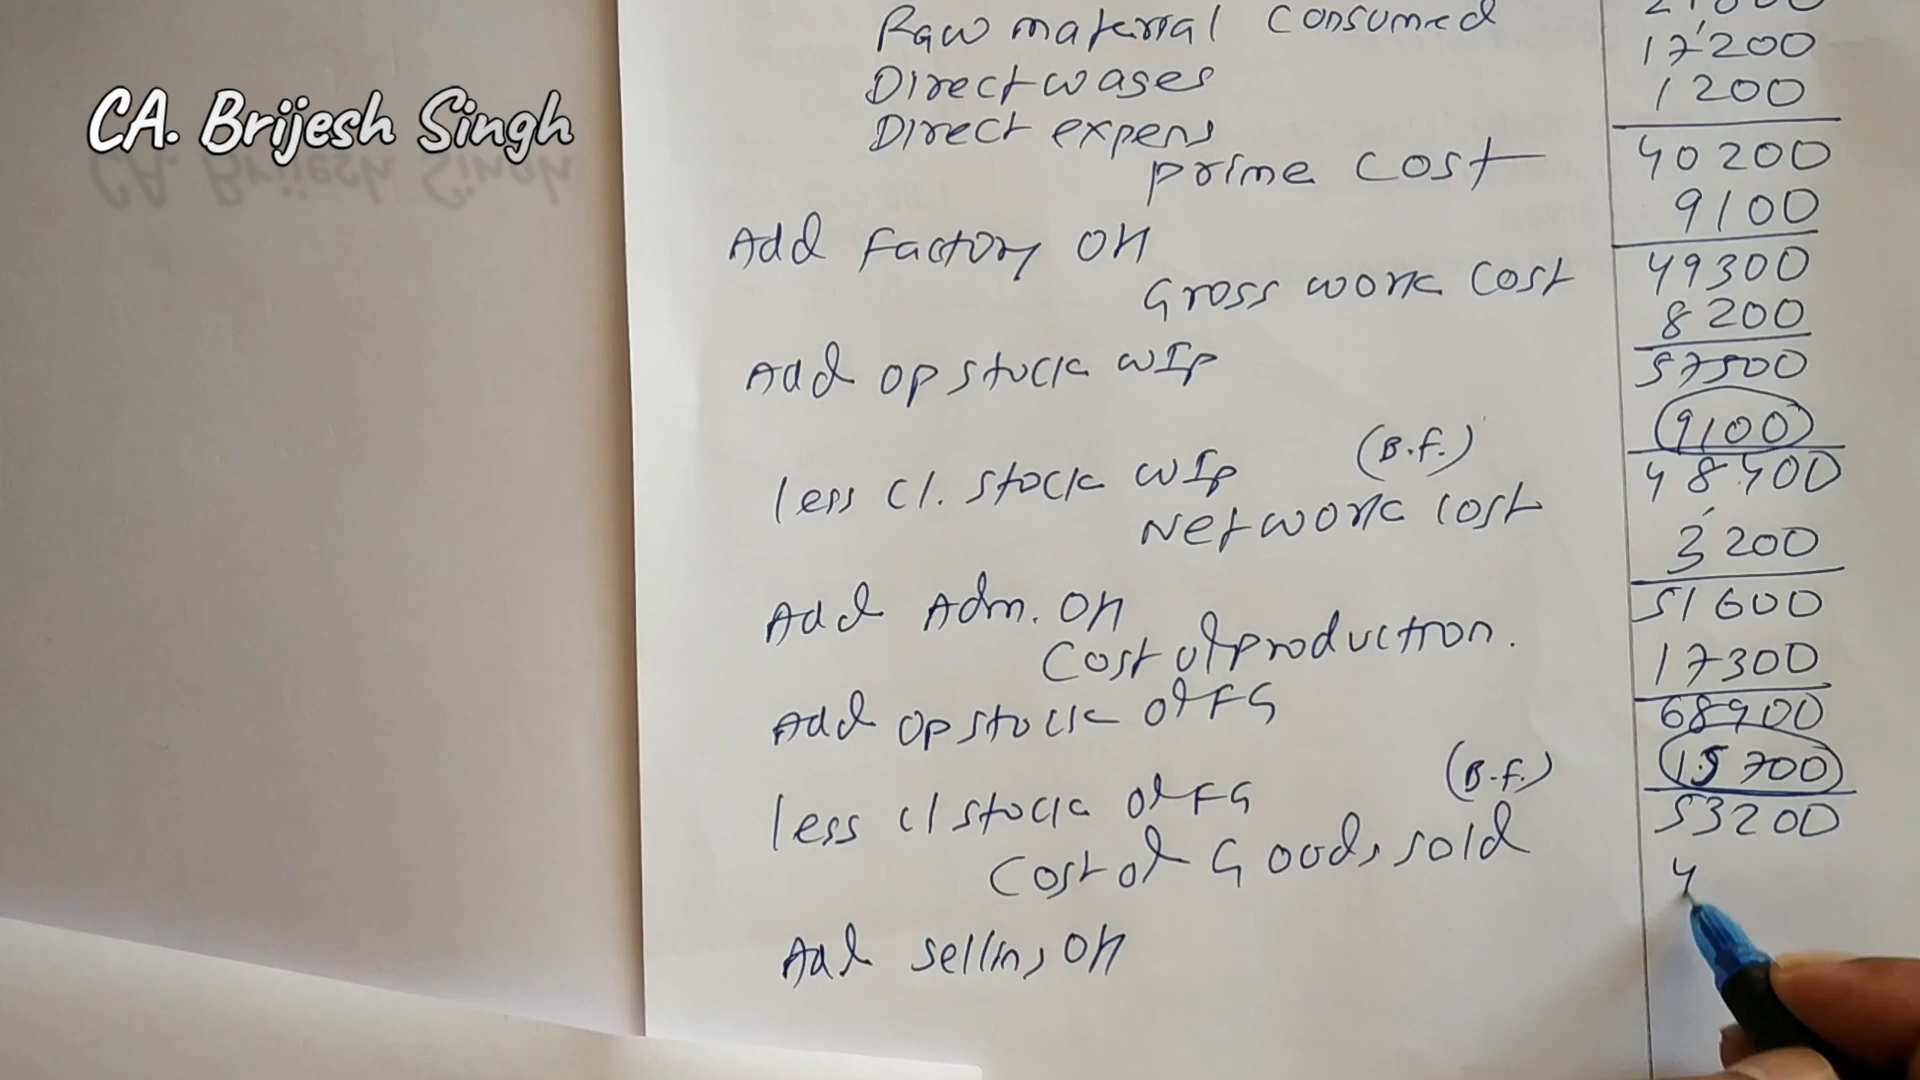 CA. Brijesh Singh
Raw material Consumed
17200
Direct wages
1200
Direct expens
Prime Cost 40200
Add Factory OH 9100
Gross work Cost 49300
Add op stock WIP 8200
57500
less cl. stock WIP (B.f.) 9100
Net work cost 48400
Add Adm. OH 3200
Cost of production. 51600
Add op stock of FG 17300
68900
less cl stock of FG (B.f.) 15700
Cost of Goods sold 53200
Add selling OH 4